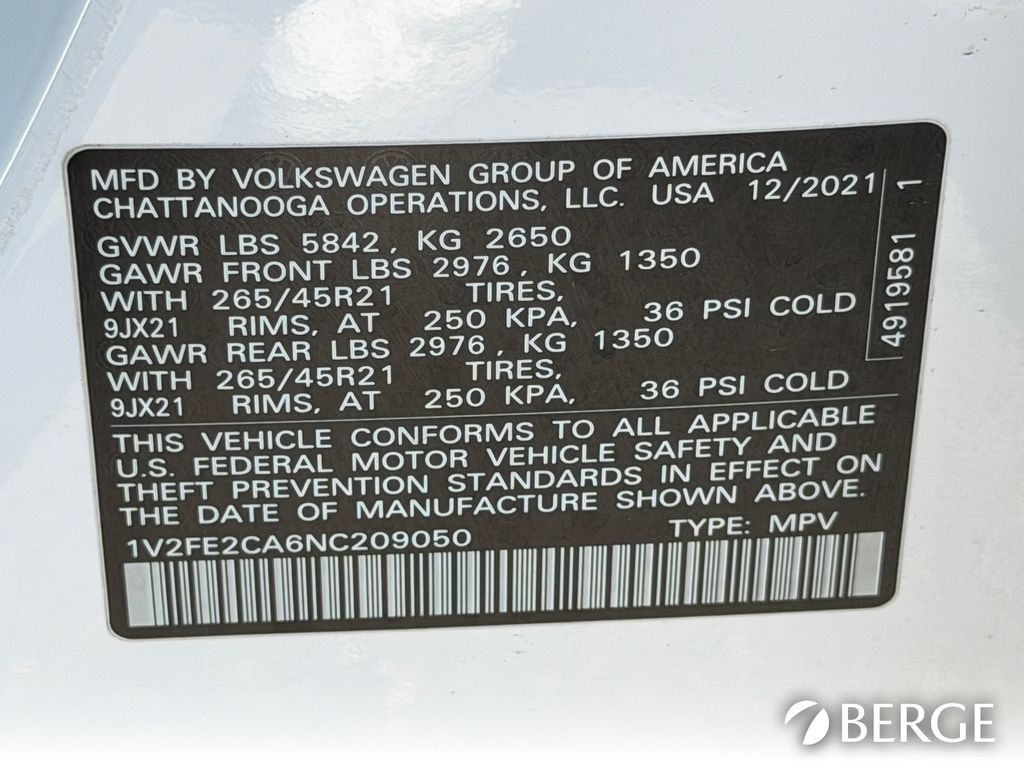 MFD BY VOLKSWAGEN GROUP OF AMERICA
CHATTANOOGA OPERATIONS, LLC. USA 12/2021
GVWR LBS 5842, KG 2650
GAWR FRONT LBS 2976, KG 1350
WITH 265/45R21 TIRES,
9JX21 RIMS, AT 250 KPA, 36 PSI COLD
GAWR REAR LBS 2976, KG 1350
WITH 265/45R21 TIRES,
9JX21 RIMS, AT 250 KPA, 36 PSI COLD
4919581 1
THIS VEHICLE CONFORMS TO ALL APPLICABLE
U.S. FEDERAL MOTOR VEHICLE SAFETY AND
THEFT PREVENTION STANDARDS IN EFFECT ON
THE DATE OF MANUFACTURE SHOWN ABOVE.
1V2FE2CA6NC209050 TYPE: MPV
BERGE